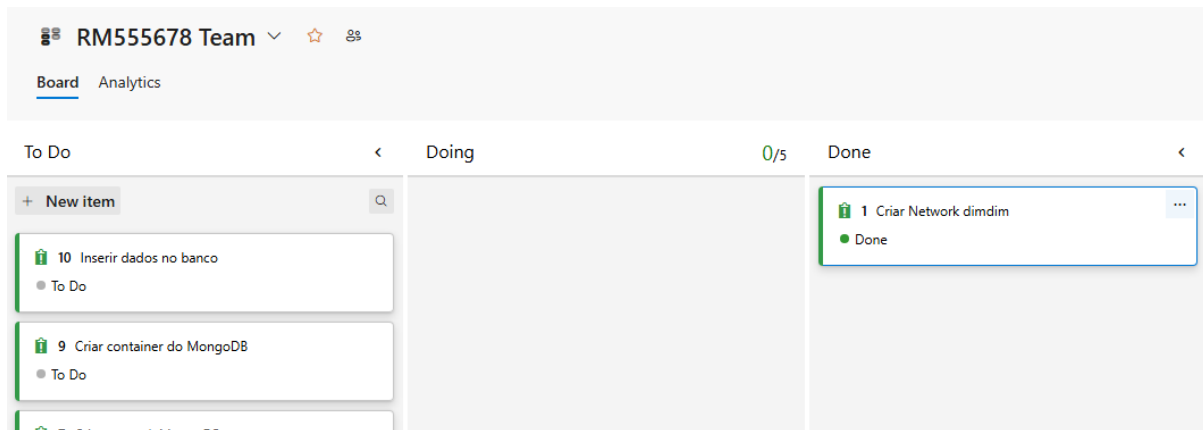 RM555678 Team
Board Analytics
To Do
+ New item
10 Inserir dados no banco
To Do
9 Criar container do MongoDB
To Do
Doing 0/5
Done
1 Criar Network dimdim
Done